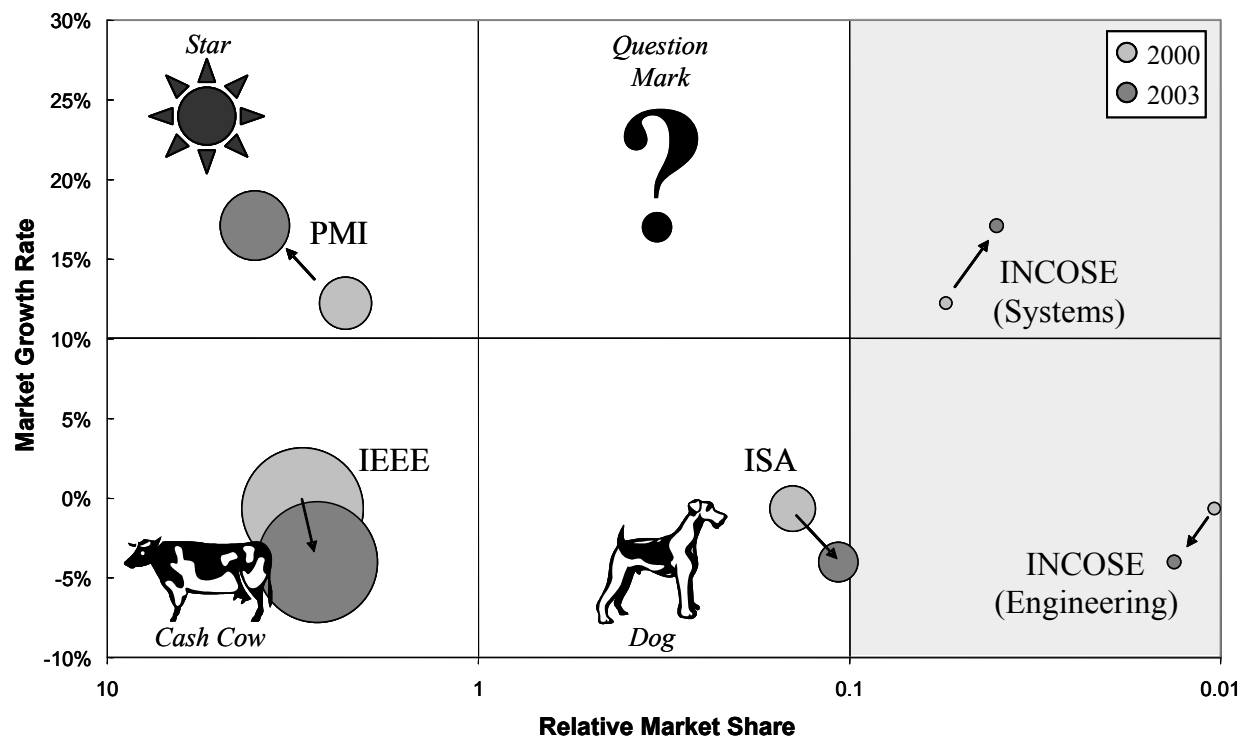 30%
25%
20%
15%
10%
5%
0%
-5%
-10%
Market Growth Rate
Star
Question
Mark
?
2000
2003
PMI
INCOSE
(Systems)
IEEE
ISA
INCOSE
(Engineering)
Cash Cow
Dog
10
1
0.1
0.01
Relative Market Share